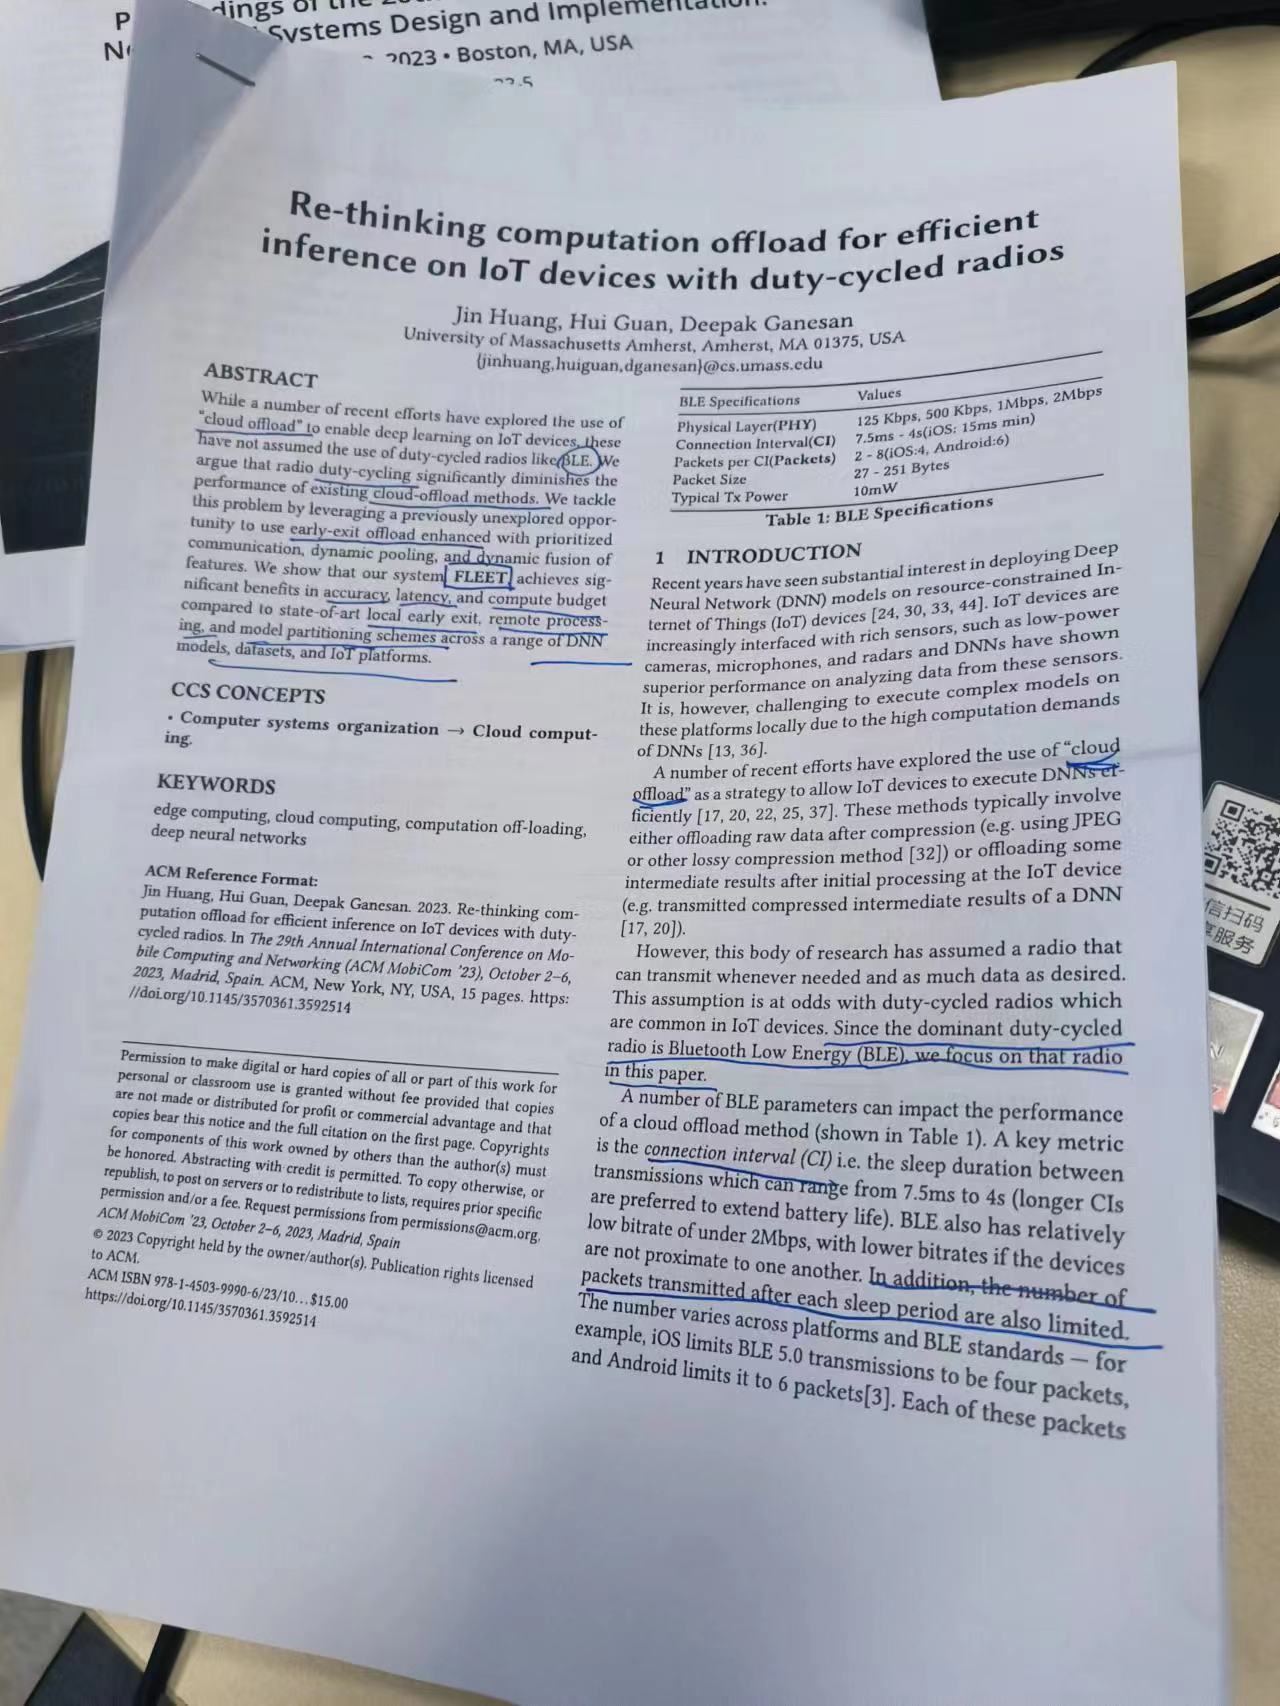 dings of the
Systems Design and Implementation.
2023 • Boston, MA, USA
Re-thinking computation offload for efficient
inference on IoT devices with duty-cycled radios
Jin Huang, Hui Guan, Deepak Ganesan
University of Massachusetts Amherst, Amherst, MA 01375, USA
{jinhuang,huiguan,dganesan}@cs.umass.edu
ABSTRACT
While a number of recent efforts have explored the use of
"cloud offload" to enable deep learning on IoT devices, these
have not assumed the use of duty-cycled radios like BLE. We
argue that radio duty-cycling significantly diminishes the
performance of existing cloud-offload methods. We tackle
this problem by leveraging a previously unexplored oppor-
tunity to use early-exit offload enhanced with prioritized
communication, dynamic pooling, and dynamic fusion of
features. We show that our system FLEET achieves sig-
nificant benefits in accuracy, latency, and compute budget
compared to state-of-art local early exit, remote process-
ing, and model partitioning schemes across a range of DNN
models, datasets, and IoT platforms.
CCS CONCEPTS
• Computer systems organization → Cloud comput-
ing.
KEYWORDS
edge computing, cloud computing, computation off-loading,
deep neural networks
ACM Reference Format:
Jin Huang, Hui Guan, Deepak Ganesan. 2023. Re-thinking com-
putation offload for efficient inference on IoT devices with duty-
cycled radios. In The 29th Annual International Conference on Mo-
bile Computing and Networking (ACM MobiCom '23), October 2–6,
2023, Madrid, Spain. ACM, New York, NY, USA, 15 pages. https:
//doi.org/10.1145/3570361.3592514
Permission to make digital or hard copies of all or part of this work for
personal or classroom use is granted without fee provided that copies
are not made or distributed for profit or commercial advantage and that
copies bear this notice and the full citation on the first page. Copyrights
for components of this work owned by others than the author(s) must
be honored. Abstracting with credit is permitted. To copy otherwise, or
republish, to post on servers or to redistribute to lists, requires prior specific
permission and/or a fee. Request permissions from permissions@acm.org.
ACM MobiCom '23, October 2–6, 2023, Madrid, Spain
© 2023 Copyright held by the owner/author(s). Publication rights licensed
to ACM.
ACM ISBN 978-1-4503-9990-6/23/10...$15.00
https://doi.org/10.1145/3570361.3592514
BLE Specifications Values
Physical Layer(PHY) 125 Kbps, 500 Kbps, 1Mbps, 2Mbps
Connection Interval(CI) 7.5ms - 4s(iOS: 15ms min)
Packets per CI(Packets) 2 - 8(iOS:4, Android:6)
Packet Size 27 - 251 Bytes
Typical Tx Power 10mW
Table 1: BLE Specifications
1 INTRODUCTION
Recent years have seen substantial interest in deploying Deep
Neural Network (DNN) models on resource-constrained In-
ternet of Things (IoT) devices [24, 30, 33, 44]. IoT devices are
increasingly interfaced with rich sensors, such as low-power
cameras, microphones, and radars and DNNs have shown
superior performance on analyzing data from these sensors.
It is, however, challenging to execute complex models on
these platforms locally due to the high computation demands
of DNNs [13, 36].
A number of recent efforts have explored the use of "cloud
offload" as a strategy to allow IoT devices to execute DNNs ef-
ficiently [17, 20, 22, 25, 37]. These methods typically involve
either offloading raw data after compression (e.g. using JPEG
or other lossy compression method [32]) or offloading some
intermediate results after initial processing at the IoT device
(e.g. transmitted compressed intermediate results of a DNN
[17, 20]).
However, this body of research has assumed a radio that
can transmit whenever needed and as much data as desired.
This assumption is at odds with duty-cycled radios which
are common in IoT devices. Since the dominant duty-cycled
radio is Bluetooth Low Energy (BLE), we focus on that radio
in this paper.
A number of BLE parameters can impact the performance
of a cloud offload method (shown in Table 1). A key metric
is the connection interval (CI) i.e. the sleep duration between
transmissions which can range from 7.5ms to 4s (longer CIs
are preferred to extend battery life). BLE also has relatively
low bitrate of under 2Mbps, with lower bitrates if the devices
are not proximate to one another. In addition, the number of
packets transmitted after each sleep period are also limited.
The number varies across platforms and BLE standards — for
example, iOS limits BLE 5.0 transmissions to be four packets,
and Android limits it to 6 packets[3]. Each of these packets
信扫码
服务